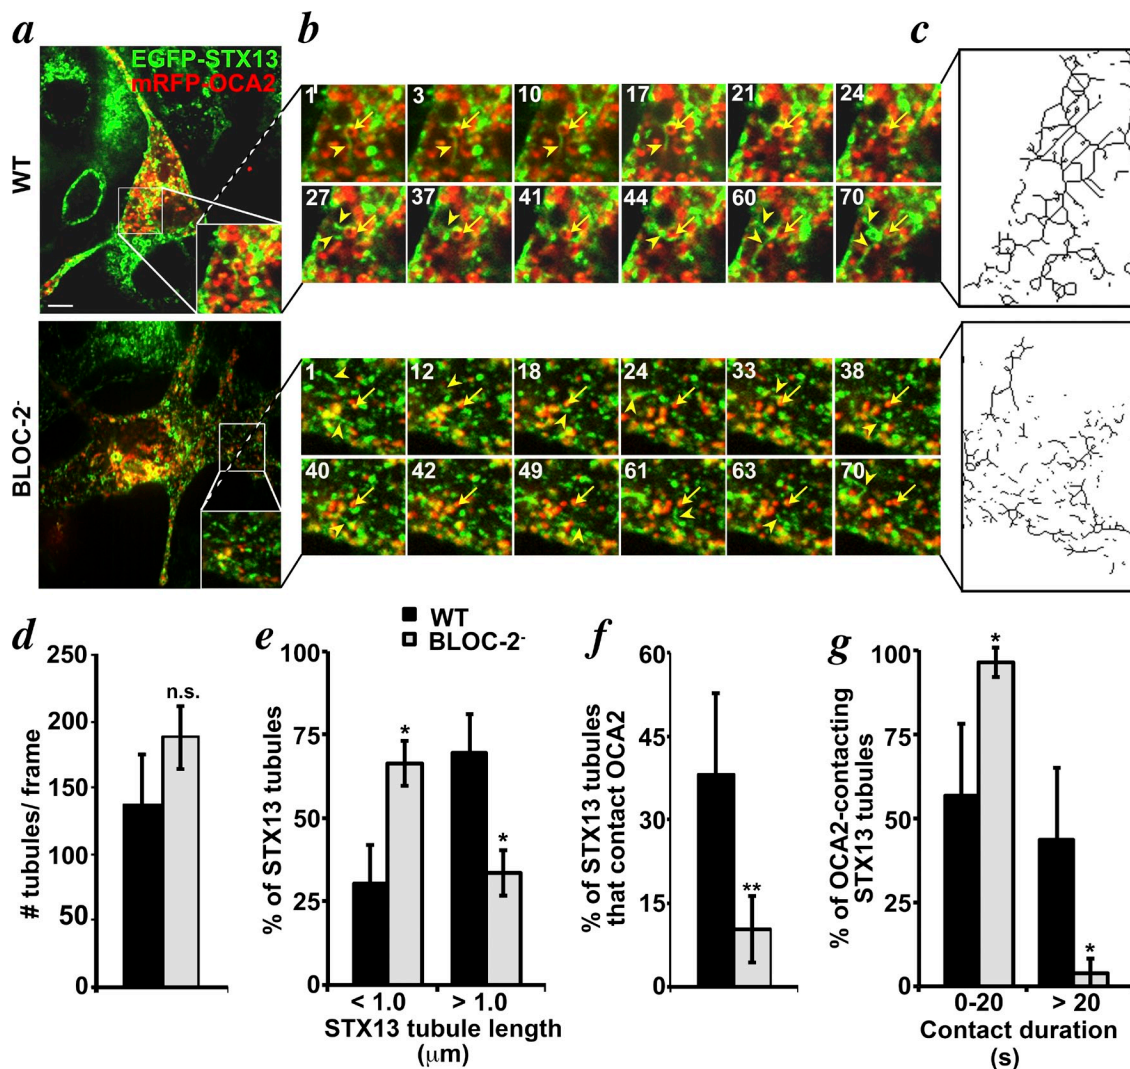 a
b
c
EGFP-STX13
mRFP-OCA2
WT
1 3 10 17 21 24
27 37 41 44 60 70
BLOC-2-
1 12 18 24 33 38
40 42 49 61 63 70
d
e
f
g
WT
BLOC-2-
# tubules/ frame
250
200
150
100
50
0
n.s.
% of STX13 tubules
100
75
50
25
0
*
*
< 1.0 > 1.0
STX13 tubule length
(μm)
% of STX13 tubules
that contact OCA2
60
45
30
15
0
**
% of OCA2-contacting
STX13 tubules
100
75
50
25
0
*
*
0-20 > 20
Contact duration
(s)